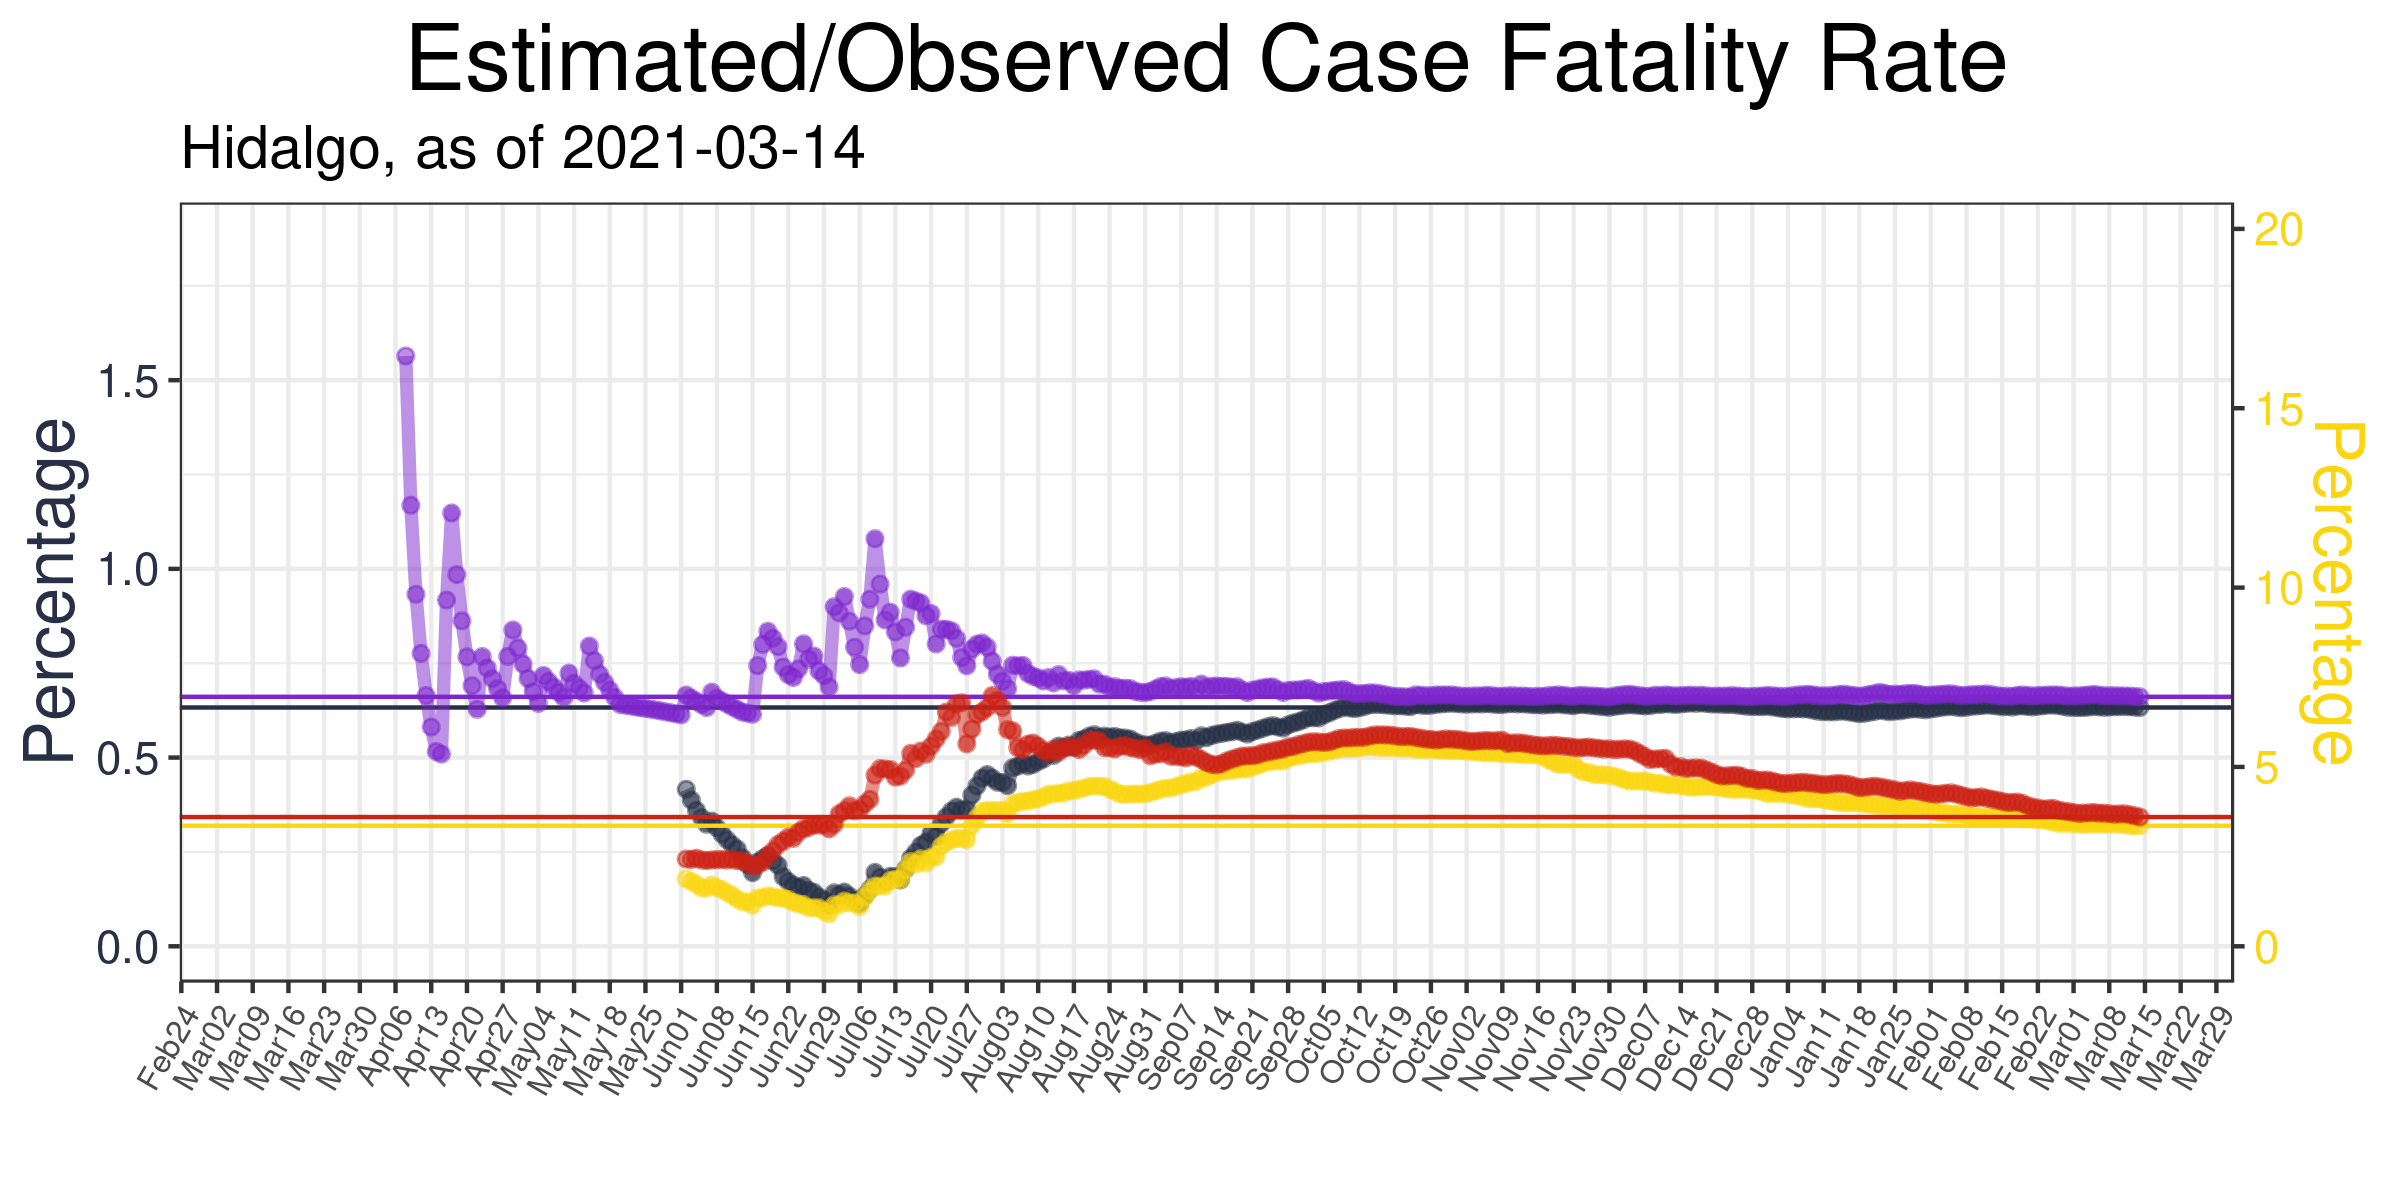 Estimated/Observed Case Fatality Rate
Hidalgo, as of 2021-03-14
Percentage
1.5
1.0
0.5
0.0
20
15
10
5
0
Percentage
Feb24
Mar02
Mar09
Mar16
Mar23
Mar30
Apr06
Apr13
Apr20
Apr27
May04
May11
May18
May25
Jun01
Jun08
Jun15
Jun22
Jun29
Jul06
Jul13
Jul20
Jul27
Aug03
Aug10
Aug17
Aug24
Aug31
Sep07
Sep14
Sep21
Sep28
Oct05
Oct12
Oct19
Oct26
Nov02
Nov09
Nov16
Nov23
Nov30
Dec07
Dec14
Dec21
Dec28
Jan04
Jan11
Jan18
Jan25
Feb01
Feb08
Feb15
Feb22
Mar01
Mar08
Mar15
Mar22
Mar29